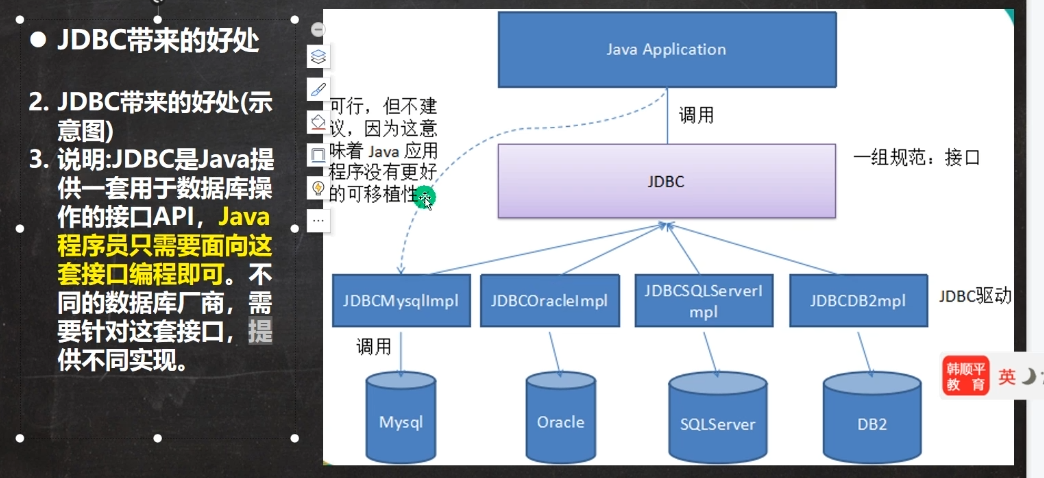 ● JDBC带来的好处
2. JDBC带来的好处(示
意图)
3. 说明:JDBC是Java提
供一套用于数据库操
作的接口API，Java
程序员只需要面向这
套接口编程即可。不
同的数据库厂商，需
要针对这套接口，提
供不同实现。
Java Application
可行，但不建
议，因为这意
味着 Java 应用
程序没有更好
的可移植性
调用
JDBC
一组规范：接口
JDBCMysqlImpl
JDBCOracleImpl
JDBCSQLServerI
mpl
JDBCDB2mpl
JDBC驱动
调用
Mysql
Oracle
SQLServer
DB2
韩顺平
教 育
英